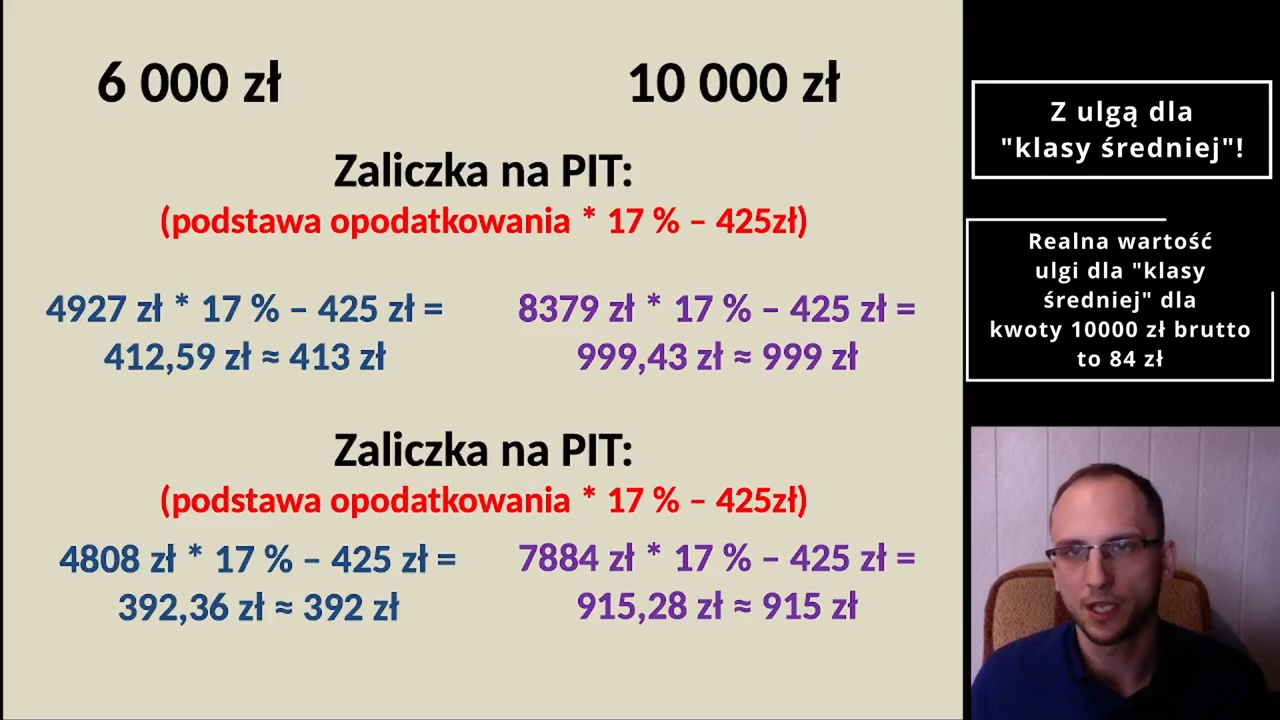 6 000 zł
10 000 zł
Zaliczka na PIT:
(podstawa opodatkowania * 17 % – 425zł)
4927 zł * 17 % – 425 zł =
412,59 zł ≈ 413 zł
8379 zł * 17 % – 425 zł =
999,43 zł ≈ 999 zł
Zaliczka na PIT:
(podstawa opodatkowania * 17 % – 425zł)
4808 zł * 17 % – 425 zł =
392,36 zł ≈ 392 zł
7884 zł * 17 % – 425 zł =
915,28 zł ≈ 915 zł
Z ulgą dla
"klasy średniej"!
Realna wartość
ulgi dla "klasy
średniej" dla
kwoty 10000 zł brutto
to 84 zł